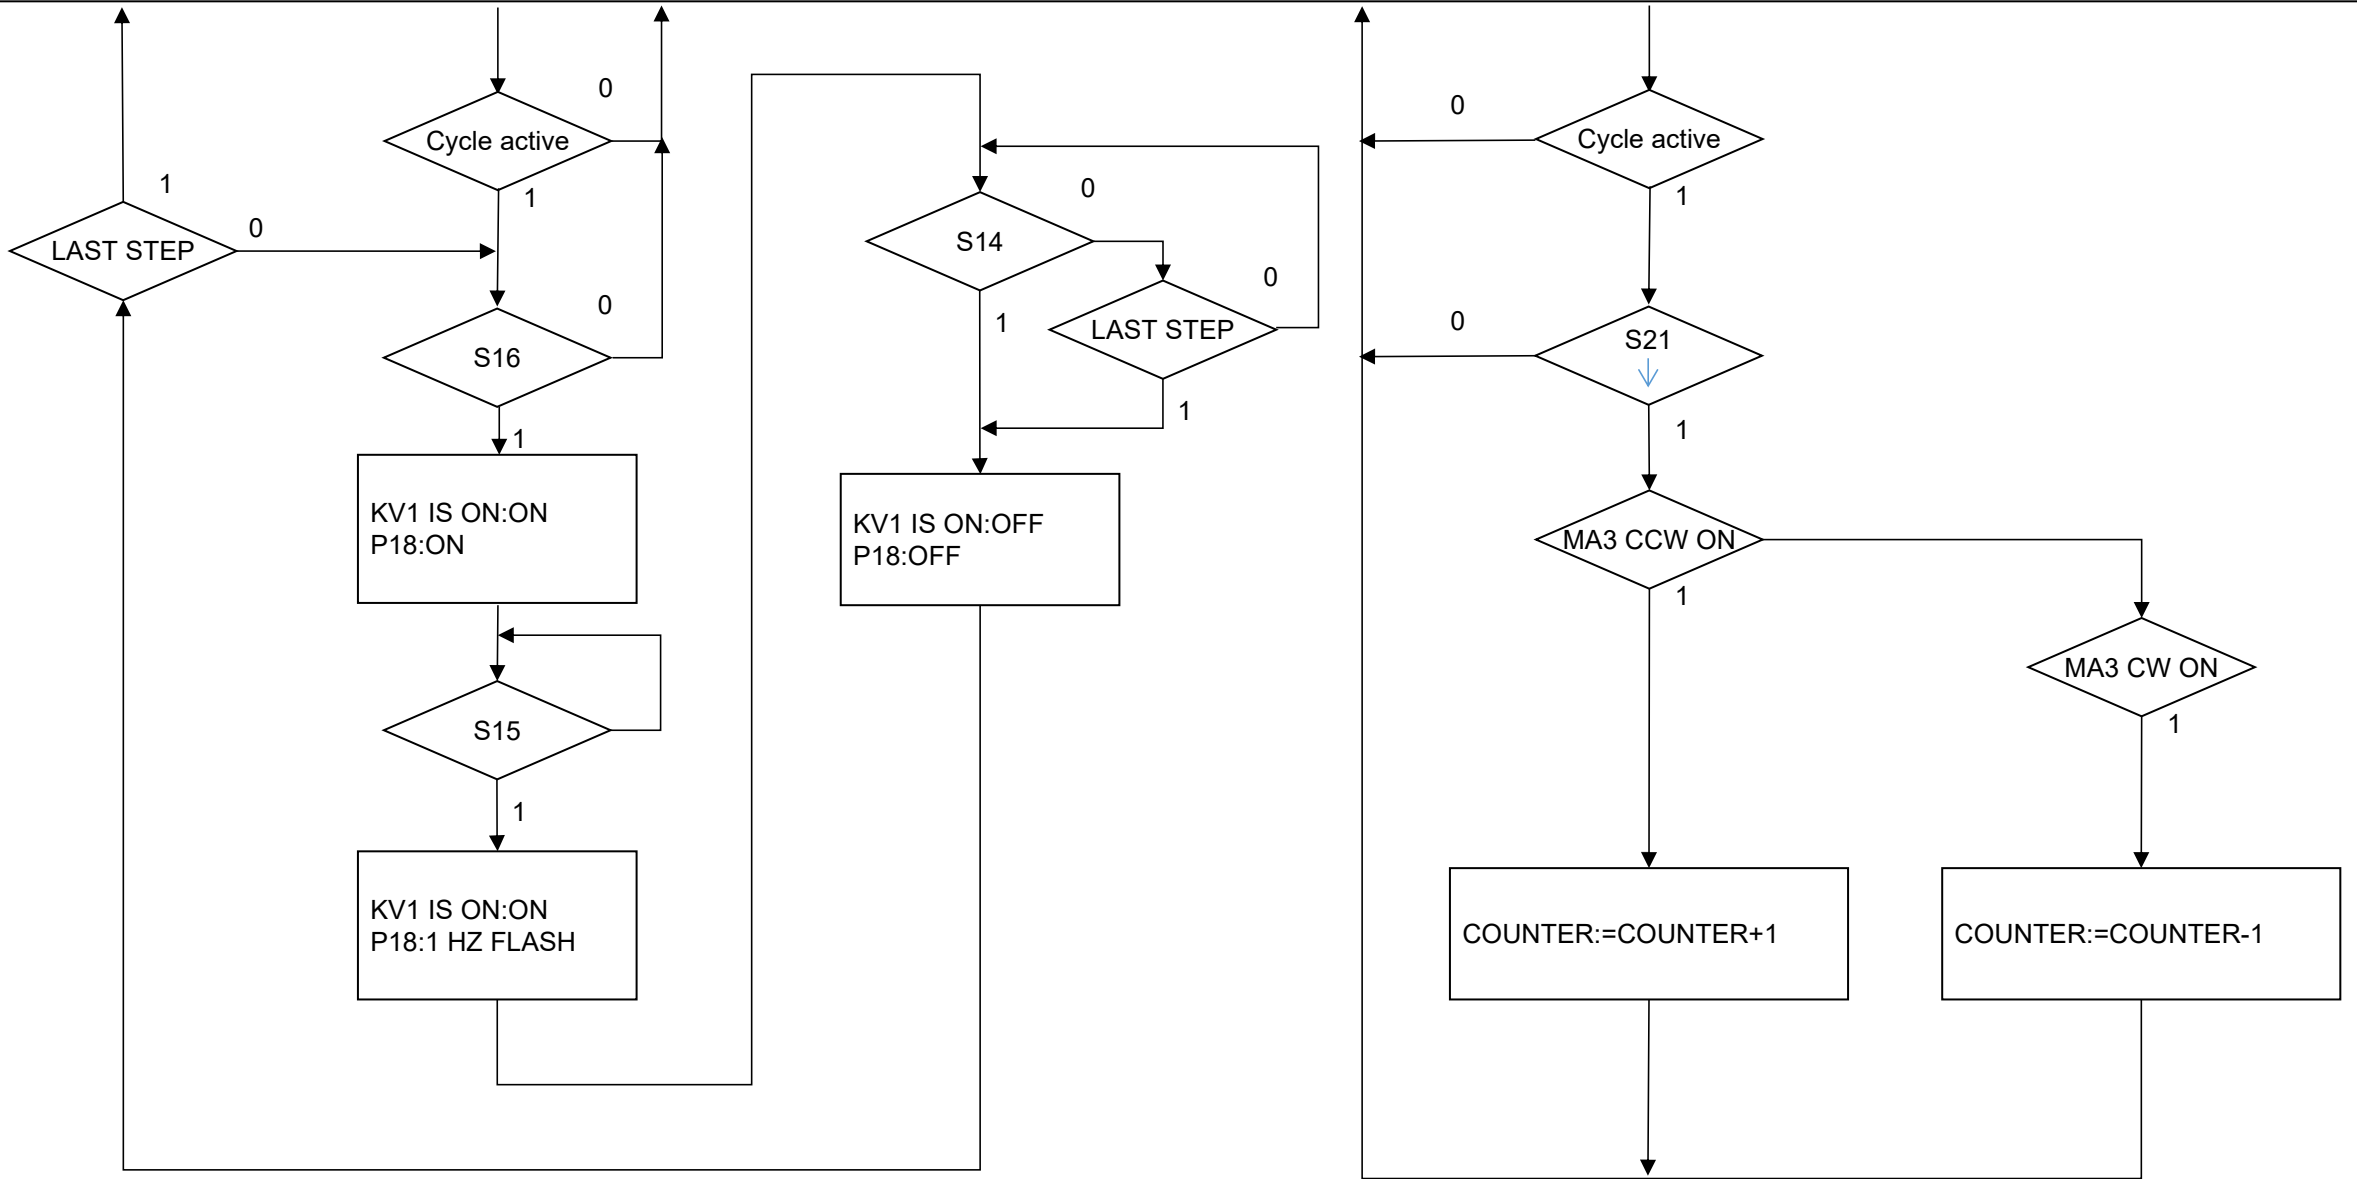 0
Cycle active
1
1
0
LAST STEP
0
S16
1
KV1 IS ON:ON
P18:ON
S15
1
KV1 IS ON:ON
P18:1 HZ FLASH
0
S14
0
1
LAST STEP
1
KV1 IS ON:OFF
P18:OFF
0
Cycle active
1
0
S21
1
MA3 CCW ON
1
MA3 CW ON
1
COUNTER:=COUNTER+1
COUNTER:=COUNTER-1